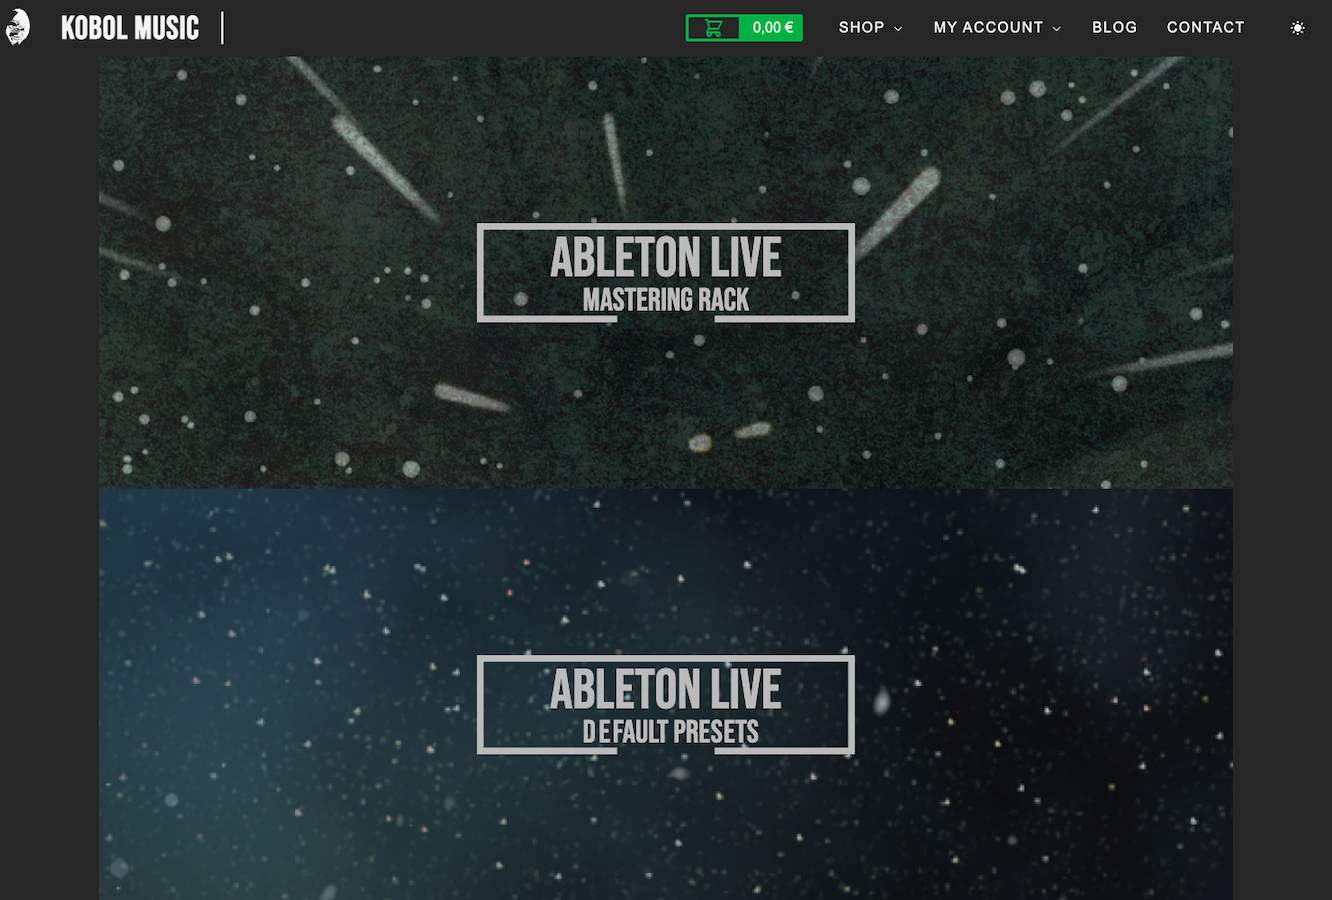 KOBOL MUSIC
0,00 €
SHOP
MY ACCOUNT
BLOG
CONTACT
ABLETON LIVE
MASTERING RACK
ABLETON LIVE
DEFAULT PRESETS